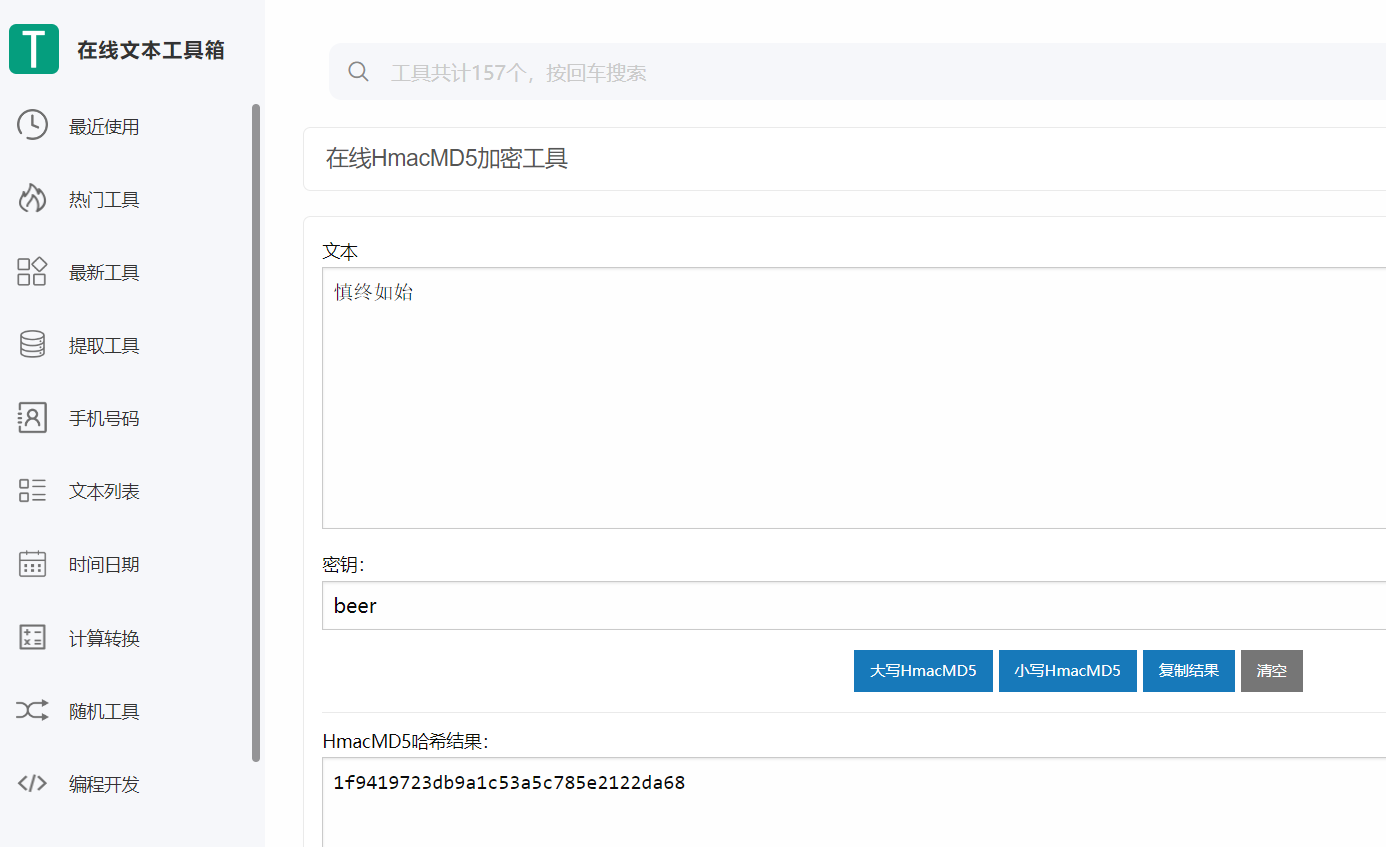 T 在线文本工具箱
工具共计157个，按回车搜索
最近使用
热门工具
最新工具
提取工具
手机号码
文本列表
时间日期
计算转换
随机工具
编程开发
在线HmacMD5加密工具
文本
慎终如始
密钥：
beer
大写HmacMD5 小写HmacMD5 复制结果 清空
HmacMD5哈希结果：
1f9419723db9a1c53a5c785e2122da68